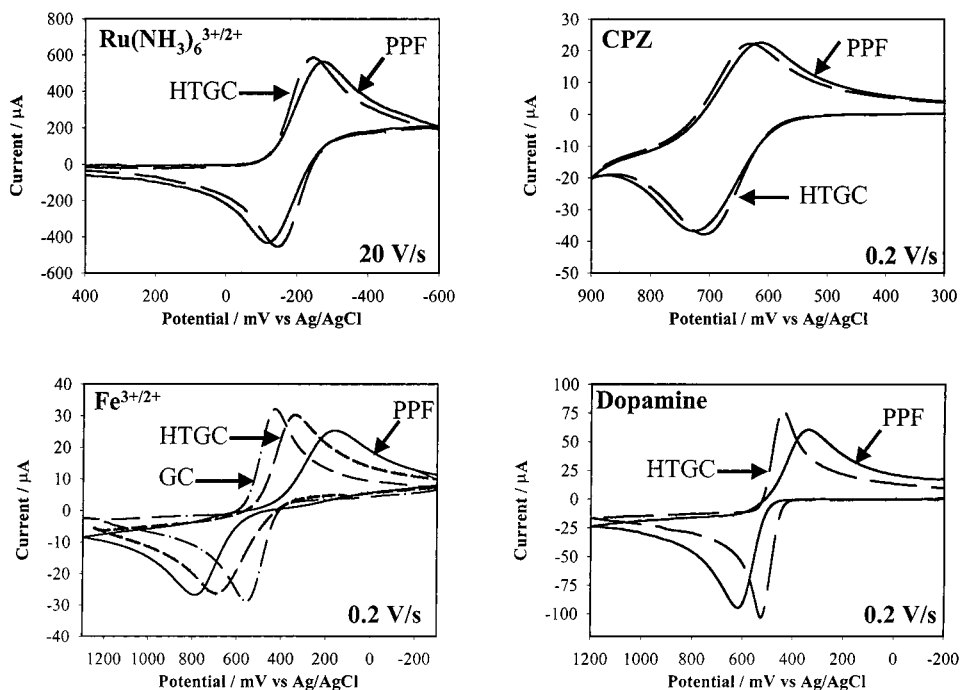 Ru(NH₃)₆³⁺/²⁺
PPF
HTGC
20 V/s
Current / μA
800
600
400
200
0
-200
-400
-600
400 200 0 -200 -400 -600
Potential / mV vs Ag/AgCl
CPZ
PPF
HTGC
0.2 V/s
Current / μA
30
20
10
0
-10
-20
-30
-40
-50
900 800 700 600 500 400 300
Potential / mV vs Ag/AgCl
Fe³⁺/²⁺
PPF
HTGC
GC
0.2 V/s
Current / μA
40
30
20
10
0
-10
-20
-30
-40
1200 1000 800 600 400 200 0 -200
Potential / mV vs Ag/AgCl
Dopamine
PPF
HTGC
0.2 V/s
Current / μA
100
75
50
25
0
-25
-50
-75
-100
1200 1000 800 600 400 200 0 -200
Potential / mV vs Ag/AgCl